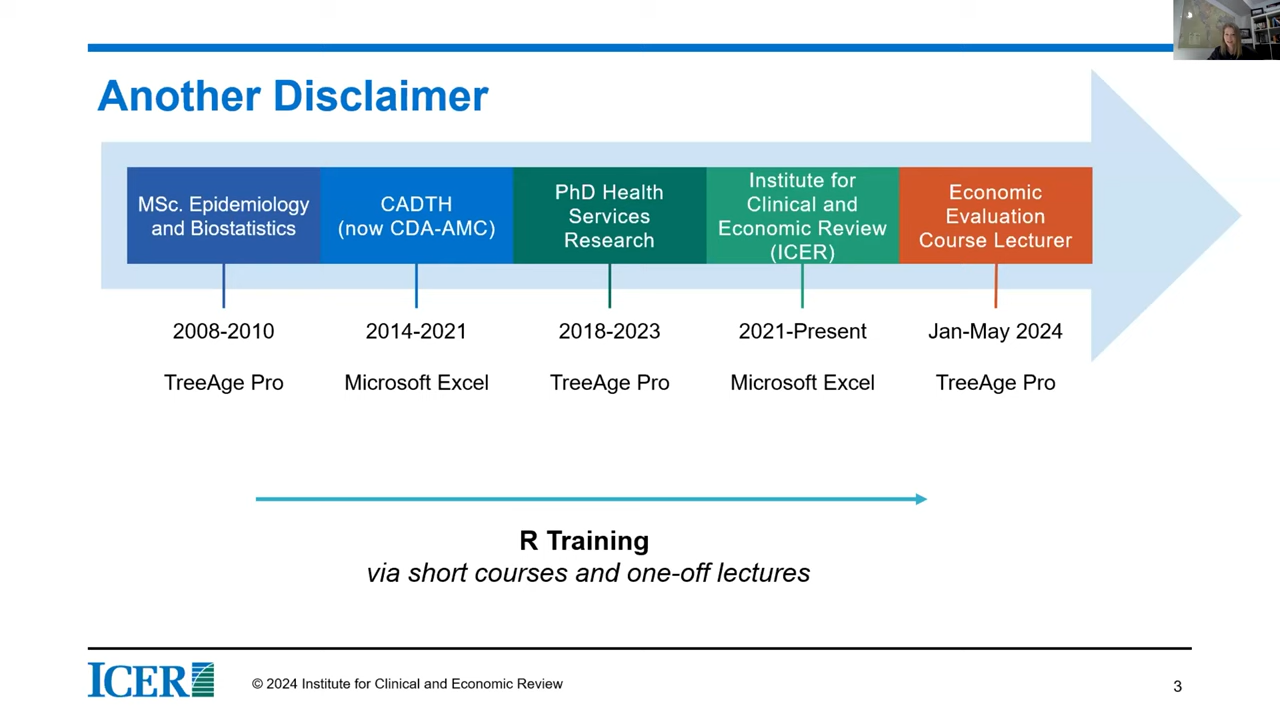 Another Disclaimer
MSc. Epidemiology
and Biostatistics
CADTH
(now CDA-AMC)
PhD Health
Services
Research
Institute for
Clinical and
Economic Review
(ICER)
Economic
Evaluation
Course Lecturer
2008-2010
2014-2021
2018-2023
2021-Present
Jan-May 2024
TreeAge Pro
Microsoft Excel
TreeAge Pro
Microsoft Excel
TreeAge Pro
R Training
via short courses and one-off lectures
ICER
© 2024 Institute for Clinical and Economic Review
3